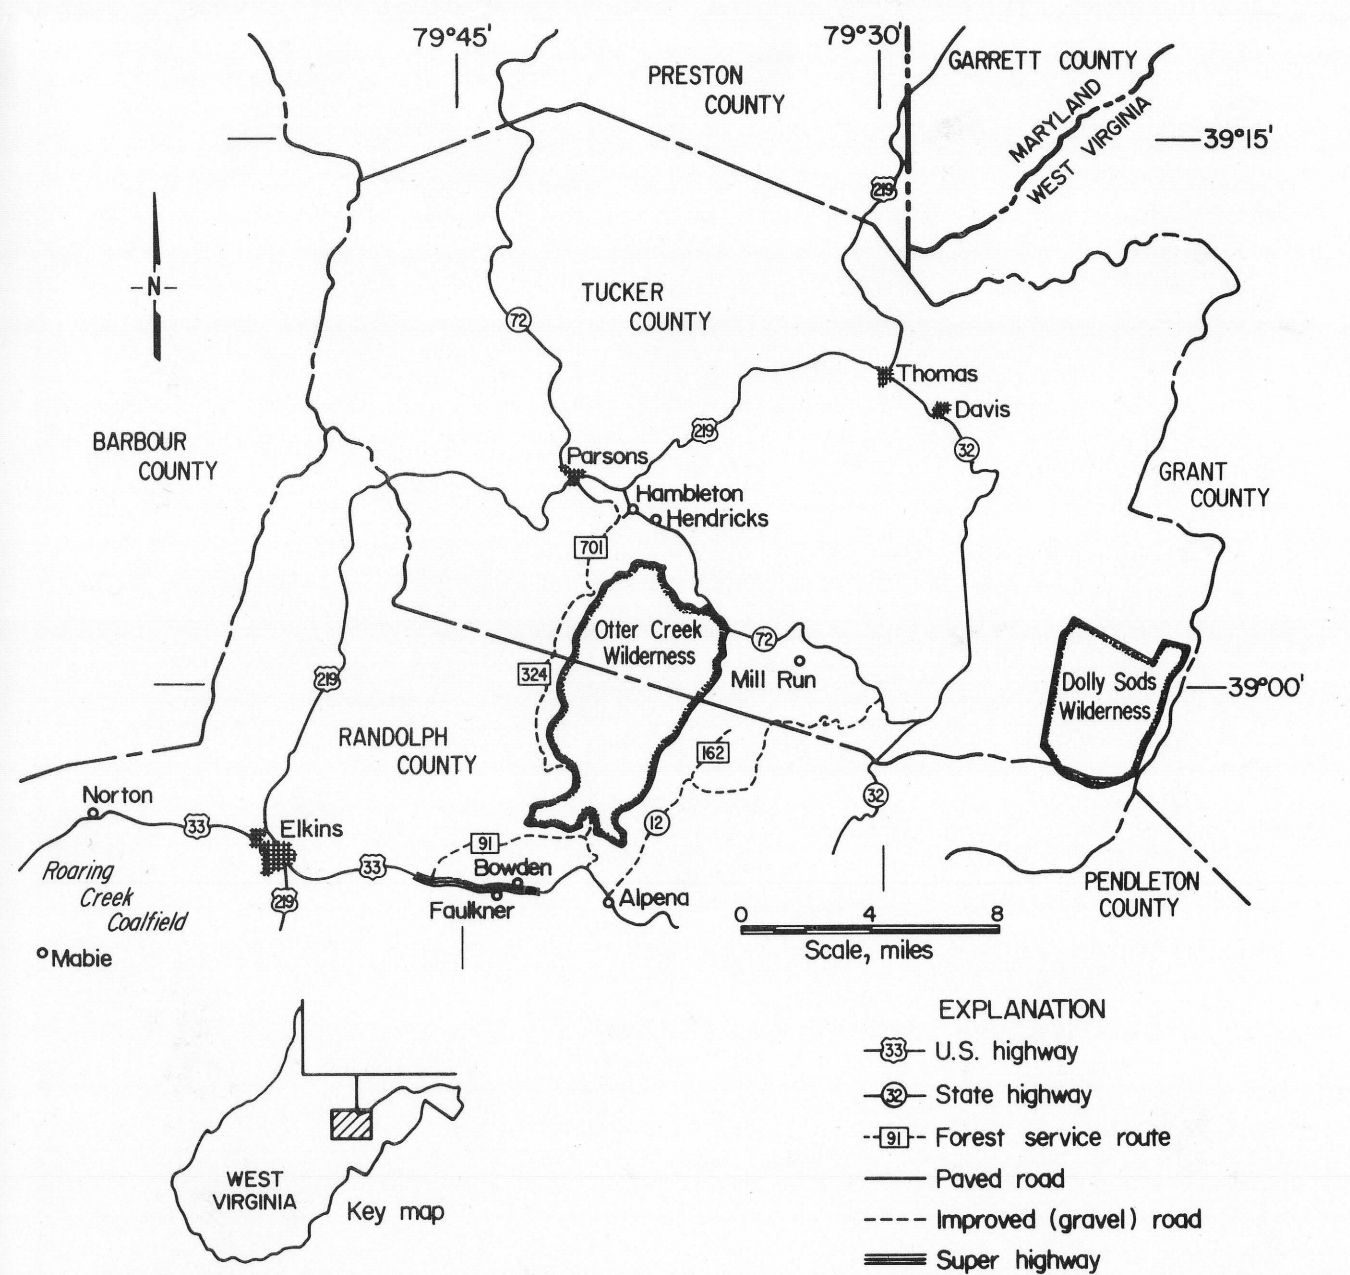 79°45'
79°30'
GARRETT COUNTY
PRESTON
COUNTY
MARYLAND
WEST VIRGINIA
39°15'
219
N
TUCKER
COUNTY
72
Thomas
Davis
219
32
BARBOUR
COUNTY
Parsons
GRANT
COUNTY
Hambleton
Hendricks
701
Otter Creek
Wilderness
72
324
Mill Run
219
Dolly Sods
Wilderness
39°00'
RANDOLPH
COUNTY
162
Norton
33
Elkins
32
12
91
33
Bowden
Roaring
Creek
Coalfield
219
Faulkner
Alpena
PENDLETON
COUNTY
0 4 8
Scale, miles
Mabie
EXPLANATION
33 U.S. highway
32 State highway
91 Forest service route
Paved road
Improved (gravel) road
Super highway
WEST
VIRGINIA
Key map